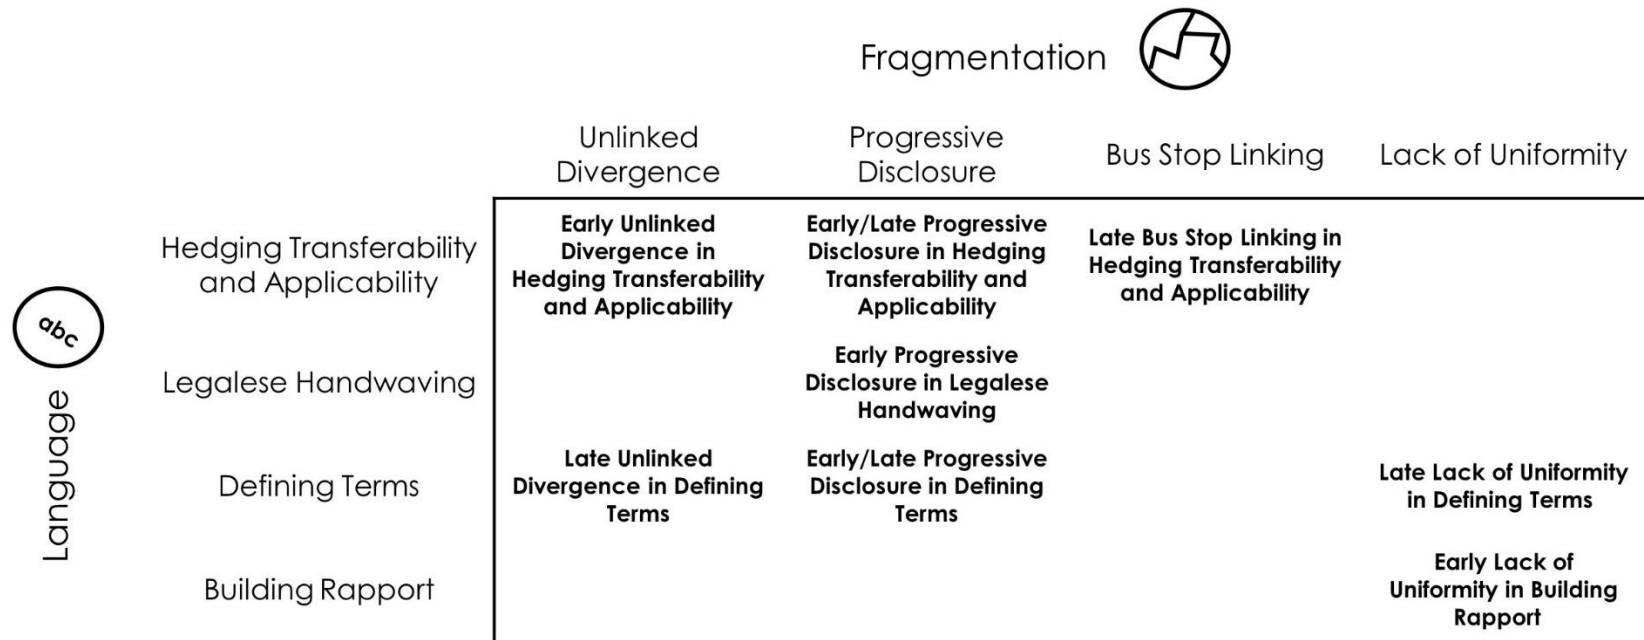 Fragmentation
Unlinked
Divergence
Progressive
Disclosure
Bus Stop Linking
Lack of Uniformity
abc
Language
Hedging Transferability
and Applicability
Early Unlinked
Divergence in
Hedging Transferability
and Applicability
Early/Late Progressive
Disclosure in Hedging
Transferability and
Applicability
Late Bus Stop Linking in
Hedging Transferability
and Applicability
Legalese Handwaving
Early Progressive
Disclosure in Legalese
Handwaving
Defining Terms
Late Unlinked
Divergence in Defining
Terms
Early/Late Progressive
Disclosure in Defining
Terms
Late Lack of Uniformity
in Defining Terms
Building Rapport
Early Lack of
Uniformity in Building
Rapport